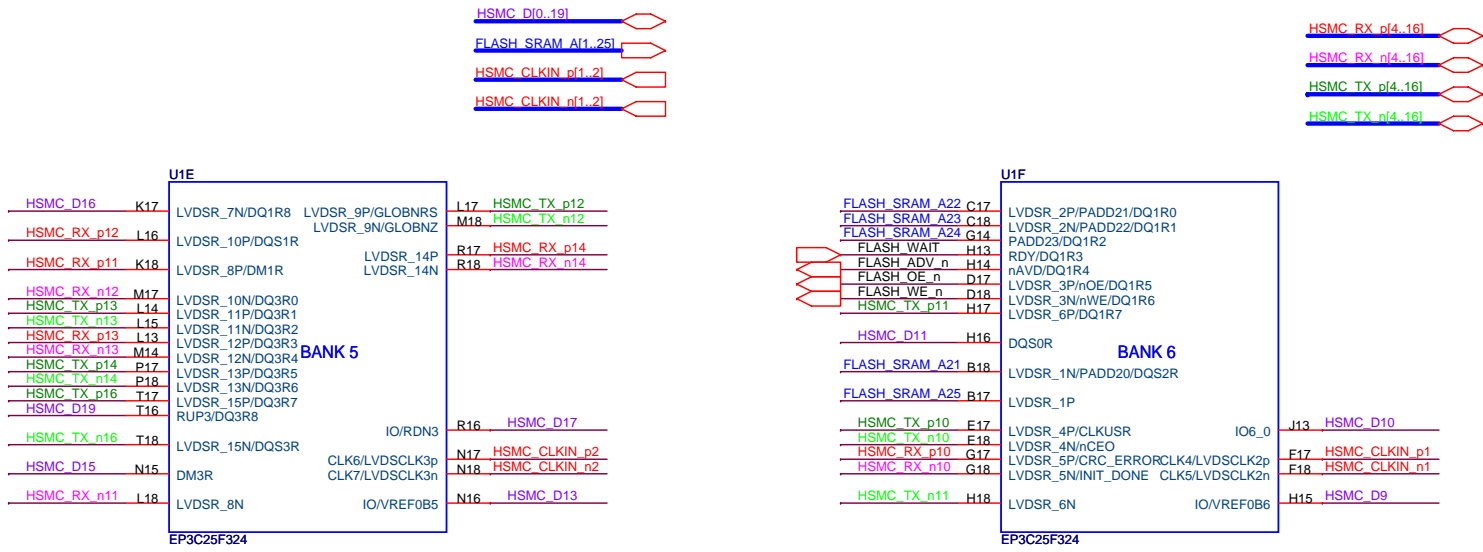 HSMC_D[0..19]
FLASH_SRAM_A[1..25]
HSMC_CLKIN_p[1..2]
HSMC_CLKIN_n[1..2]
HSMC_RX_p[4..16]
HSMC_RX_n[4..16]
HSMC_TX_p[4..16]
HSMC_TX_n[4..16]
U1E
HSMC_D16 K17 LVDSR_7N/DQ1R8 LVDSR_9P/GLOBNRS L17 HSMC_TX_p12
LVDSR_9N/GLOBNZ M18 HSMC_TX_n12
HSMC_RX_p12 L16 LVDSR_10P/DQS1R
LVDSR_14P R17 HSMC_RX_p14
HSMC_RX_p11 K18 LVDSR_8P/DM1R LVDSR_14N R18 HSMC_RX_n14
HSMC_RX_n12 M17 LVDSR_10N/DQ3R0
HSMC_TX_p13 L14 LVDSR_11P/DQ3R1
HSMC_TX_n13 L15 LVDSR_11N/DQ3R2
HSMC_RX_p13 L13 LVDSR_12P/DQ3R3
HSMC_RX_n13 M14 LVDSR_12N/DQ3R4
BANK 5
HSMC_TX_p14 P17 LVDSR_13P/DQ3R5
HSMC_TX_n14 P18 LVDSR_13N/DQ3R6
HSMC_TX_p16 T17 LVDSR_15P/DQ3R7
HSMC_D19 T16 RUP3/DQ3R8
IO/RDN3 R16 HSMC_D17
HSMC_TX_n16 T18 LVDSR_15N/DQS3R
CLK6/LVDSCLK3p N17 HSMC_CLKIN_p2
HSMC_D15 N15 DM3R CLK7/LVDSCLK3n N18 HSMC_CLKIN_n2
HSMC_RX_n11 L18 LVDSR_8N IO/VREF0B5 N16 HSMC_D13
EP3C25F324
U1F
FLASH_SRAM_A22 C17 LVDSR_2P/PADD21/DQ1R0
FLASH_SRAM_A23 C18 LVDSR_2N/PADD22/DQ1R1
FLASH_SRAM_A24 G14 PADD23/DQ1R2
FLASH_WAIT H13 RDY/DQ1R3
FLASH_ADV_n H14 nAVD/DQ1R4
FLASH_OE_n D17 LVDSR_3P/nOE/DQ1R5
FLASH_WE_n D18 LVDSR_3N/nWE/DQ1R6
HSMC_TX_p11 H17 LVDSR_6P/DQ1R7
HSMC_D11 H16 DQS0R
BANK 6
FLASH_SRAM_A21 B18 LVDSR_1N/PADD20/DQS2R
FLASH_SRAM_A25 B17 LVDSR_1P
HSMC_TX_p10 E17 LVDSR_4P/CLKUSR IO6_0 J13 HSMC_D10
HSMC_TX_n10 E18 LVDSR_4N/nCEO
HSMC_RX_p10 G17 LVDSR_5P/CRC_ERROR CLK4/LVDSCLK2p F17 HSMC_CLKIN_p1
HSMC_RX_n10 G18 LVDSR_5N/INIT_DONE CLK5/LVDSCLK2n F18 HSMC_CLKIN_n1
HSMC_TX_n11 H18 LVDSR_6N IO/VREF0B6 H15 HSMC_D9
EP3C25F324